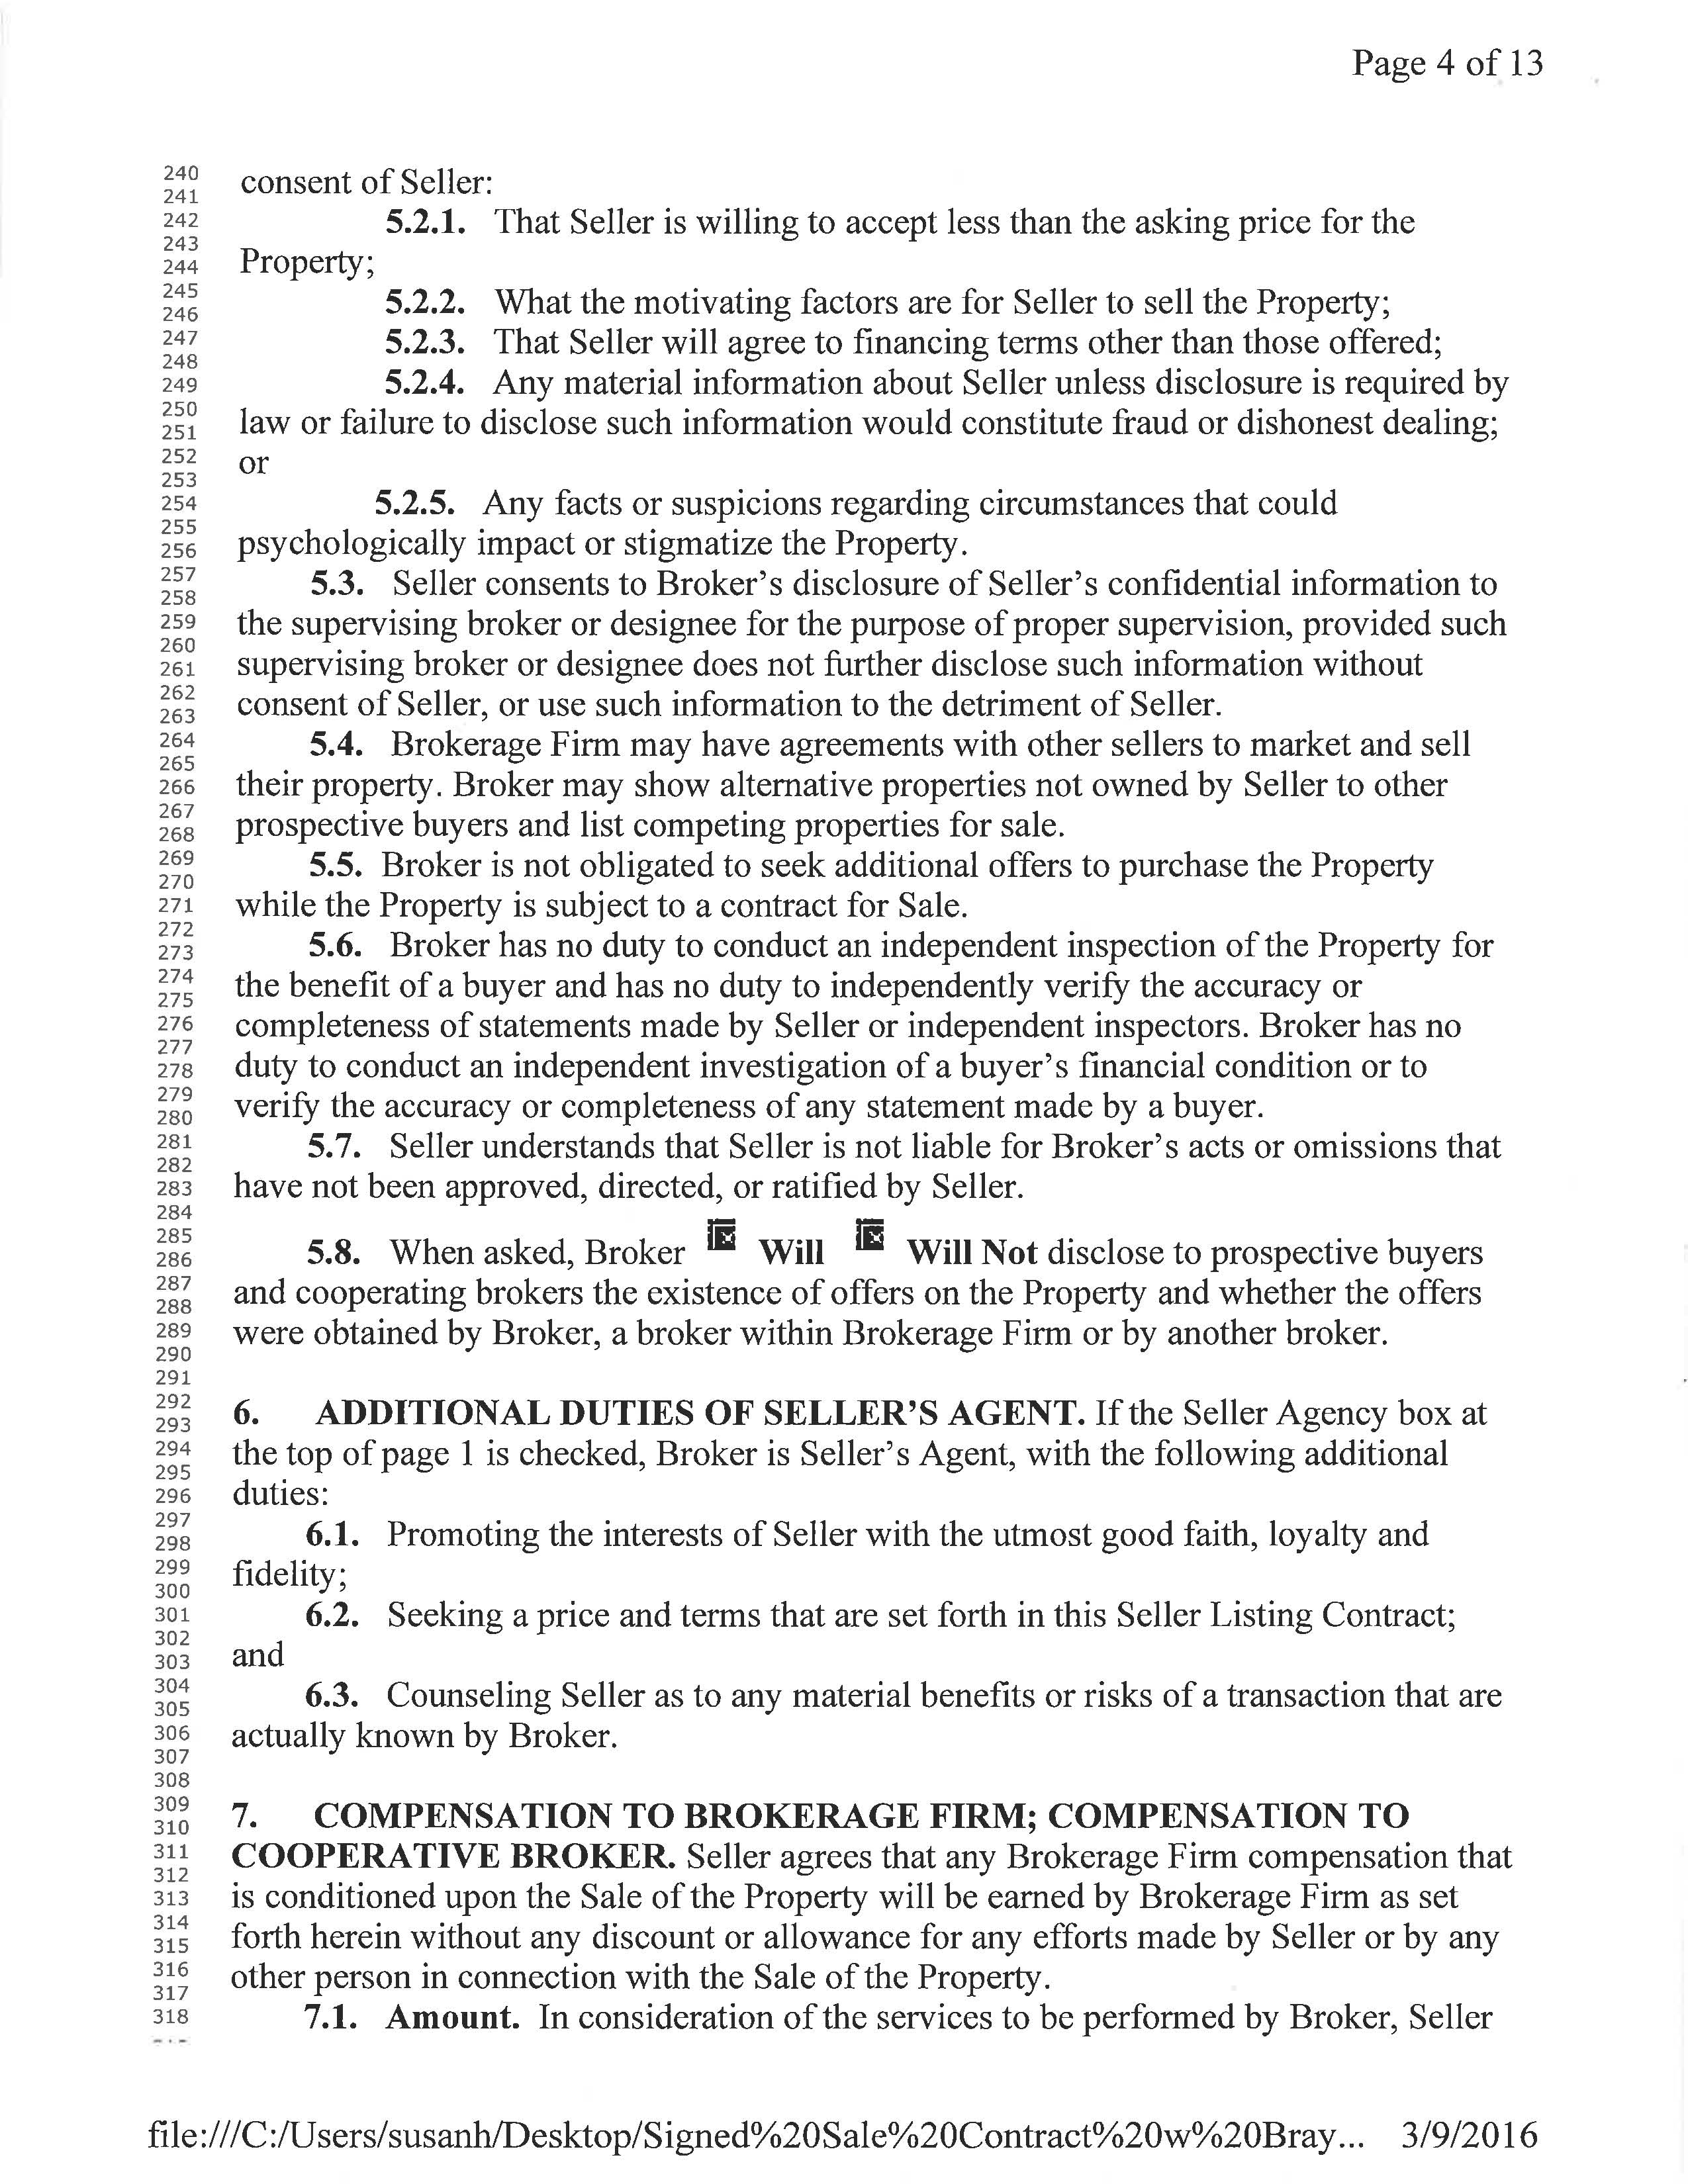 Page 4 of 13
240 consent of Seller:
241
242 5.2.1. That Seller is willing to accept less than the asking price for the
243
244 Property;
245
246 5.2.2. What the motivating factors are for Seller to sell the Property;
247 5.2.3. That Seller will agree to financing terms other than those offered;
248
249 5.2.4. Any material information about Seller unless disclosure is required by
250
251 law or failure to disclose such information would constitute fraud or dishonest dealing;
252 or
253
254 5.2.5. Any facts or suspicions regarding circumstances that could
255
256 psychologically impact or stigmatize the Property.
257 5.3. Seller consents to Broker's disclosure of Seller's confidential information to
258
259 the supervising broker or designee for the purpose of proper supervision, provided such
260
261 supervising broker or designee does not further disclose such information without
262
263 consent of Seller, or use such information to the detriment of Seller.
264 5.4. Brokerage Firm may have agreements with other sellers to market and sell
265
266 their property. Broker may show alternative properties not owned by Seller to other
267
268 prospective buyers and list competing properties for sale.
269 5.5. Broker is not obligated to seek additional offers to purchase the Property
270
271 while the Property is subject to a contract for Sale.
272
273 5.6. Broker has no duty to conduct an independent inspection of the Property for
274 the benefit of a buyer and has no duty to independently verify the accuracy or
275
276 completeness of statements made by Seller or independent inspectors. Broker has no
277
278 duty to conduct an independent investigation of a buyer's financial condition or to
279
280 verify the accuracy or completeness of any statement made by a buyer.
281 5.7. Seller understands that Seller is not liable for Broker's acts or omissions that
282
283 have not been approved, directed, or ratified by Seller.
284
285
286 5.8. When asked, Broker Will Will Not disclose to prospective buyers
287 and cooperating brokers the existence of offers on the Property and whether the offers
288
289 were obtained by Broker, a broker within Brokerage Firm or by another broker.
290
291
292
293 6. ADDITIONAL DUTIES OF SELLER'S AGENT. If the Seller Agency box at
294 the top of page 1 is checked, Broker is Seller's Agent, with the following additional
295
296 duties:
297
298 6.1. Promoting the interests of Seller with the utmost good faith, loyalty and
299 fidelity;
300
301 6.2. Seeking a price and terms that are set forth in this Seller Listing Contract;
302
303 and
304
305 6.3. Counseling Seller as to any material benefits or risks of a transaction that are
306 actually known by Broker.
307
308
309
310 7. COMPENSATION TO BROKERAGE FIRM; COMPENSATION TO
311 COOPERATIVE BROKER. Seller agrees that any Brokerage Firm compensation that
312
313 is conditioned upon the Sale of the Property will be earned by Brokerage Firm as set
314
315 forth herein without any discount or allowance for any efforts made by Seller or by any
316 other person in connection with the Sale of the Property.
317
318 7.1. Amount. In consideration of the services to be performed by Broker, Seller
file:///C:/Users/susanh/Desktop/Signed%20Sale%20Contract%20w%20Bray... 3/9/2016